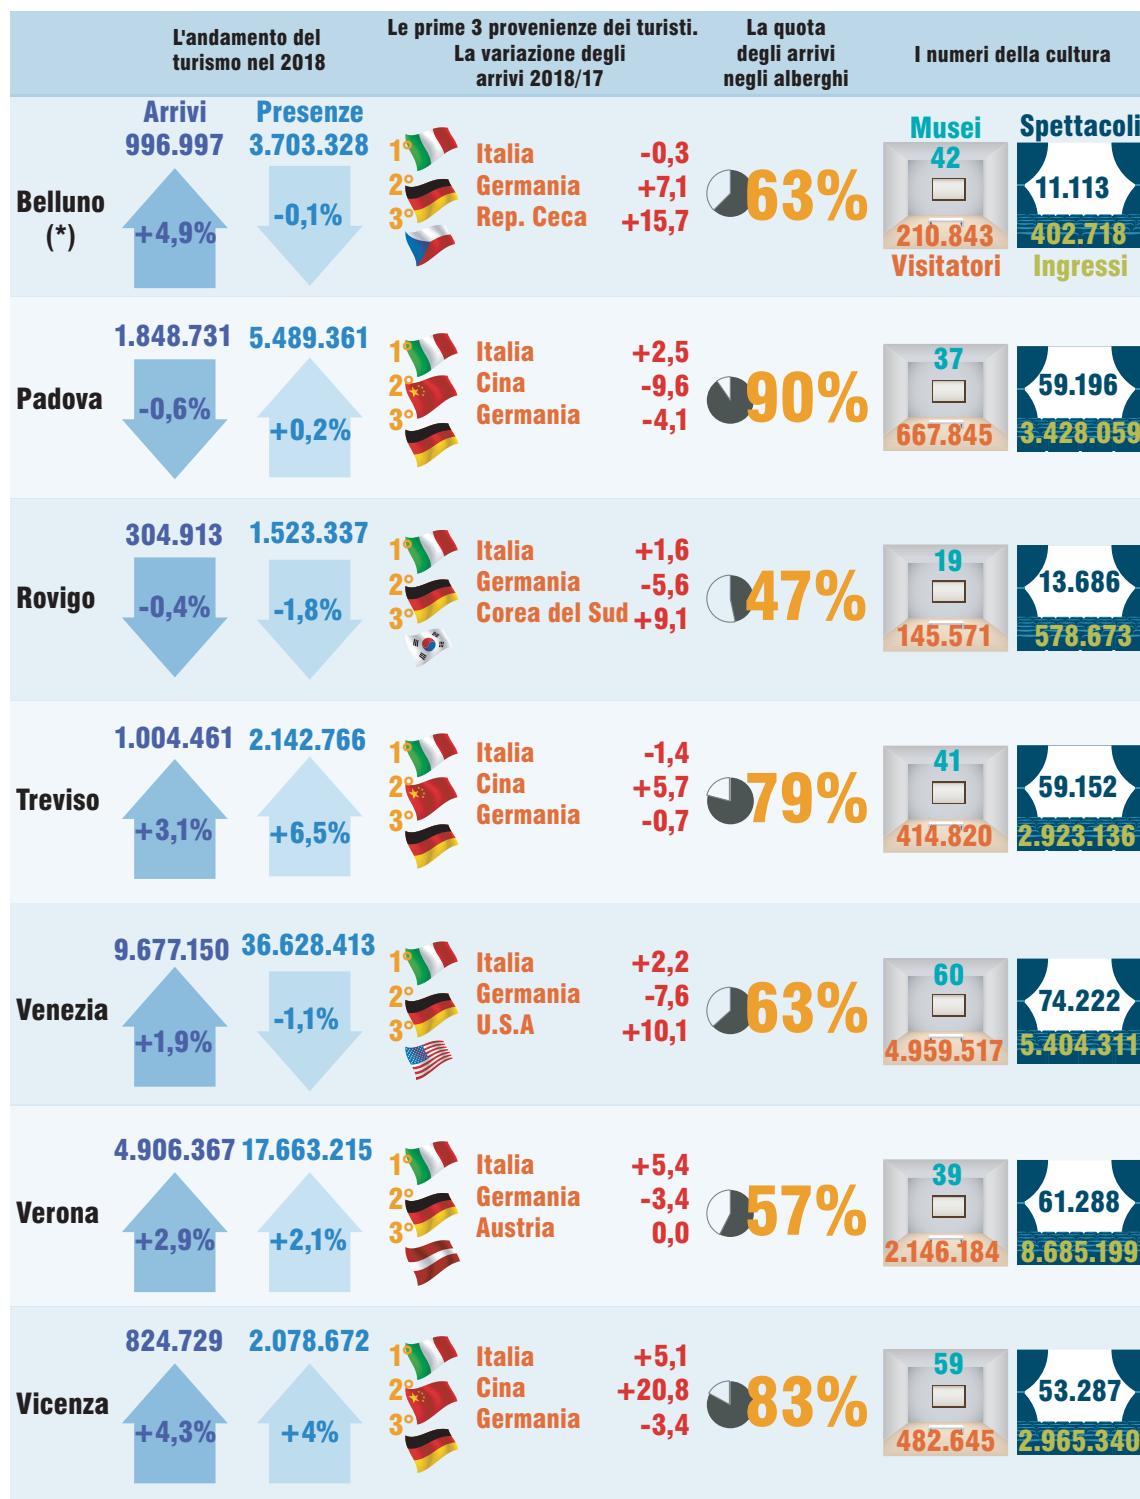 L'andamento del
turismo nel 2018
Le prime 3 provenienze dei turisti.
La variazione degli
arrivi 2018/17
La quota
degli arrivi
negli alberghi
I numeri della cultura
Belluno
(*)
Arrivi
996.997
+4,9%
Presenze
3.703.328
-0,1%
1° Italia -0,3
2° Germania +7,1
3° Rep. Ceca +15,7
63%
Musei
42
210.843
Visitatori
Spettacoli
11.113
402.718
Ingressi
Padova
1.848.731
-0,6%
5.489.361
+0,2%
1° Italia +2,5
2° Cina -9,6
3° Germania -4,1
90%
37
667.845
59.196
3.428.059
Rovigo
304.913
-0,4%
1.523.337
-1,8%
1° Italia +1,6
2° Germania -5,6
3° Corea del Sud +9,1
47%
19
145.571
13.686
578.673
Treviso
1.004.461
+3,1%
2.142.766
+6,5%
1° Italia -1,4
2° Cina +5,7
3° Germania -0,7
79%
41
414.820
59.152
2.923.136
Venezia
9.677.150
+1,9%
36.628.413
-1,1%
1° Italia +2,2
2° Germania -7,6
3° U.S.A +10,1
63%
60
4.959.517
74.222
5.404.311
Verona
4.906.367
+2,9%
17.663.215
+2,1%
1° Italia +5,4
2° Germania -3,4
3° Austria 0,0
57%
39
2.146.184
61.288
8.685.199
Vicenza
824.729
+4,3%
2.078.672
+4%
1° Italia +5,1
2° Cina +20,8
3° Germania -3,4
83%
59
482.645
53.287
2.965.340